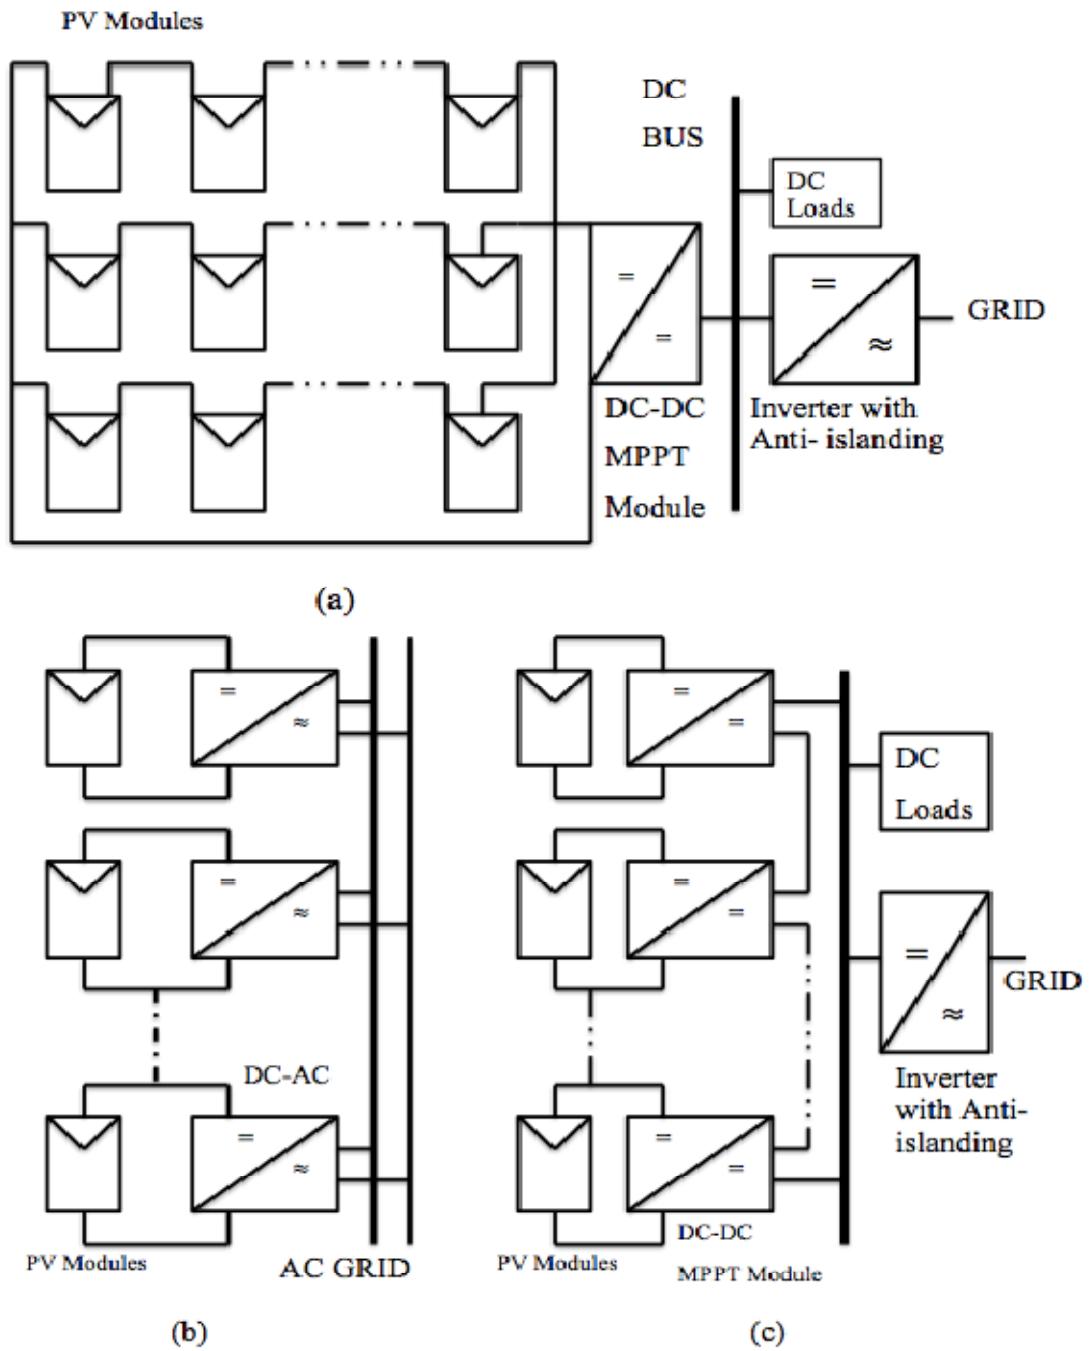 PV Modules
DC
BUS
DC
Loads
=
=
=
≈
GRID
DC-DC
MPPT
Module
Inverter with
Anti- islanding
(a)
=
≈
=
≈
DC-AC
=
≈
PV Modules
AC GRID
(b)
=
=
DC
Loads
=
=
=
≈
GRID
Inverter
with Anti-
islanding
=
=
DC-DC
PV Modules
MPPT Module
(c)